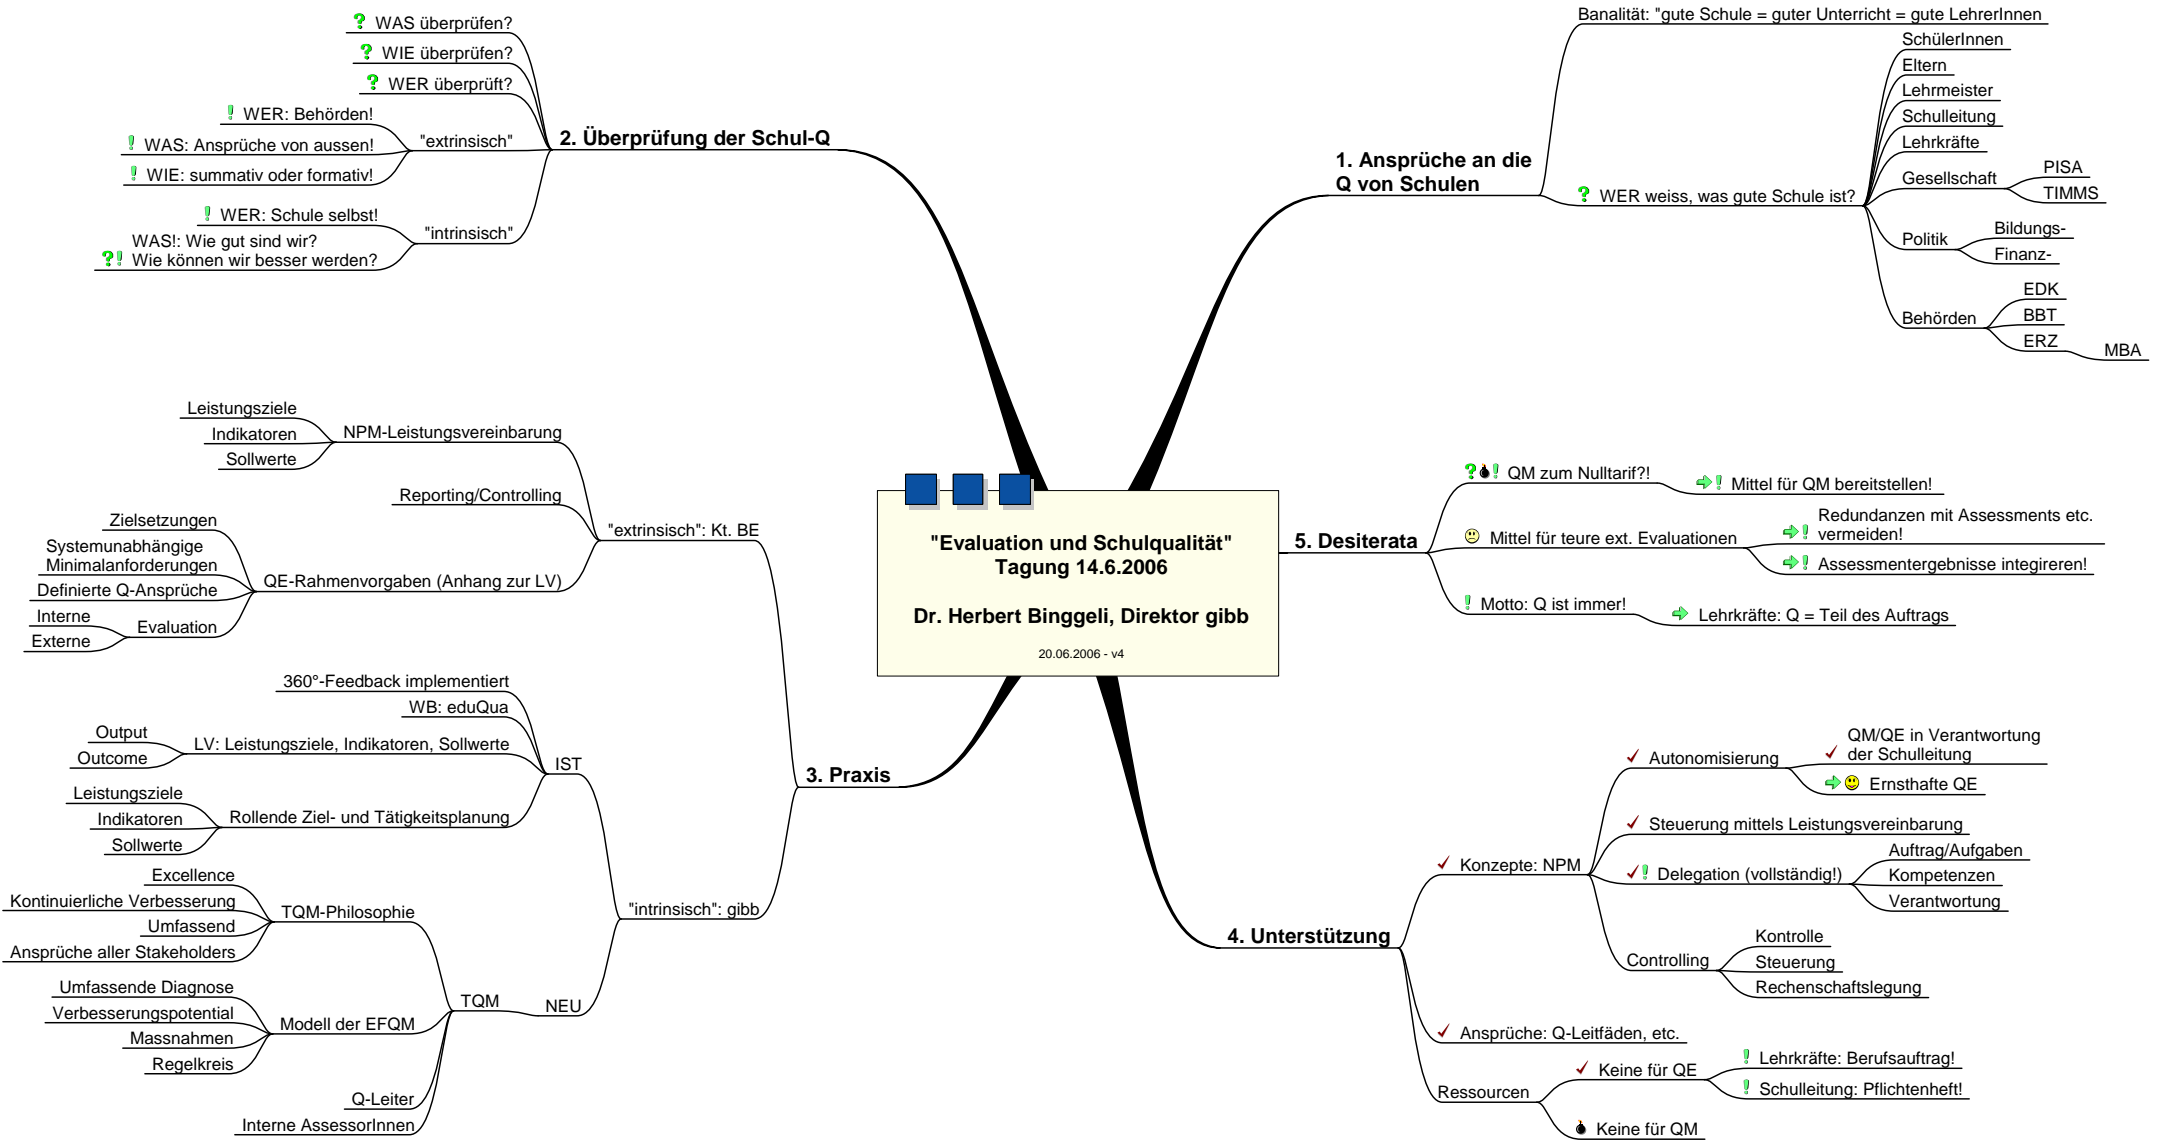 "Evaluation und Schulqualität"
Tagung 14.6.2006
Dr. Herbert Binggeli, Direktor gibb
20.06.2006 - v4
1. Ansprüche an die
Q von Schulen
Banalität: "gute Schule = guter Unterricht = gute LehrerInnen
? WER weiss, was gute Schule ist?
SchülerInnen
Eltern
Lehrmeister
Schulleitung
Lehrkräfte
Gesellschaft
PISA
TIMMS
Politik
Bildungs-
Finanz-
Behörden
EDK
BBT
ERZ
MBA
2. Überprüfung der Schul-Q
? WAS überprüfen?
? WIE überprüfen?
? WER überprüft?
"extrinsisch"
! WER: Behörden!
! WAS: Ansprüche von aussen!
! WIE: summativ oder formativ!
"intrinsisch"
! WER: Schule selbst!
WAS!: Wie gut sind wir?
?! Wie können wir besser werden?
3. Praxis
"extrinsisch": Kt. BE
NPM-Leistungsvereinbarung
Leistungsziele
Indikatoren
Sollwerte
Reporting/Controlling
QE-Rahmenvorgaben (Anhang zur LV)
Zielsetzungen
Systemunabhängige
Minimalanforderungen
Definierte Q-Ansprüche
Evaluation
Interne
Externe
"intrinsisch": gibb
IST
360°-Feedback implementiert
WB: eduQua
LV: Leistungsziele, Indikatoren, Sollwerte
Output
Outcome
Rollende Ziel- und Tätigkeitsplanung
Leistungsziele
Indikatoren
Sollwerte
NEU
TQM
TQM-Philosophie
Excellence
Kontinuierliche Verbesserung
Umfassend
Ansprüche aller Stakeholders
Modell der EFQM
Umfassende Diagnose
Verbesserungspotential
Massnahmen
Regelkreis
Q-Leiter
Interne AssessorInnen
4. Unterstützung
Konzepte: NPM
Autonomisierung
QM/QE in Verantwortung
der Schulleitung
Ernsthafte QE
Steuerung mittels Leistungsvereinbarung
! Delegation (vollständig!)
Auftrag/Aufgaben
Kompetenzen
Verantwortung
Controlling
Kontrolle
Steuerung
Rechenschaftslegung
Ansprüche: Q-Leitfäden, etc.
Ressourcen
Keine für QE
! Lehrkräfte: Berufsauftrag!
! Schulleitung: Pflichtenheft!
Keine für QM
5. Desiterata
?! QM zum Nulltarif?!
! Mittel für QM bereitstellen!
Mittel für teure ext. Evaluationen
Redundanzen mit Assessments etc.
! vermeiden!
! Assessmentergebnisse integireren!
! Motto: Q ist immer!
Lehrkräfte: Q = Teil des Auftrags